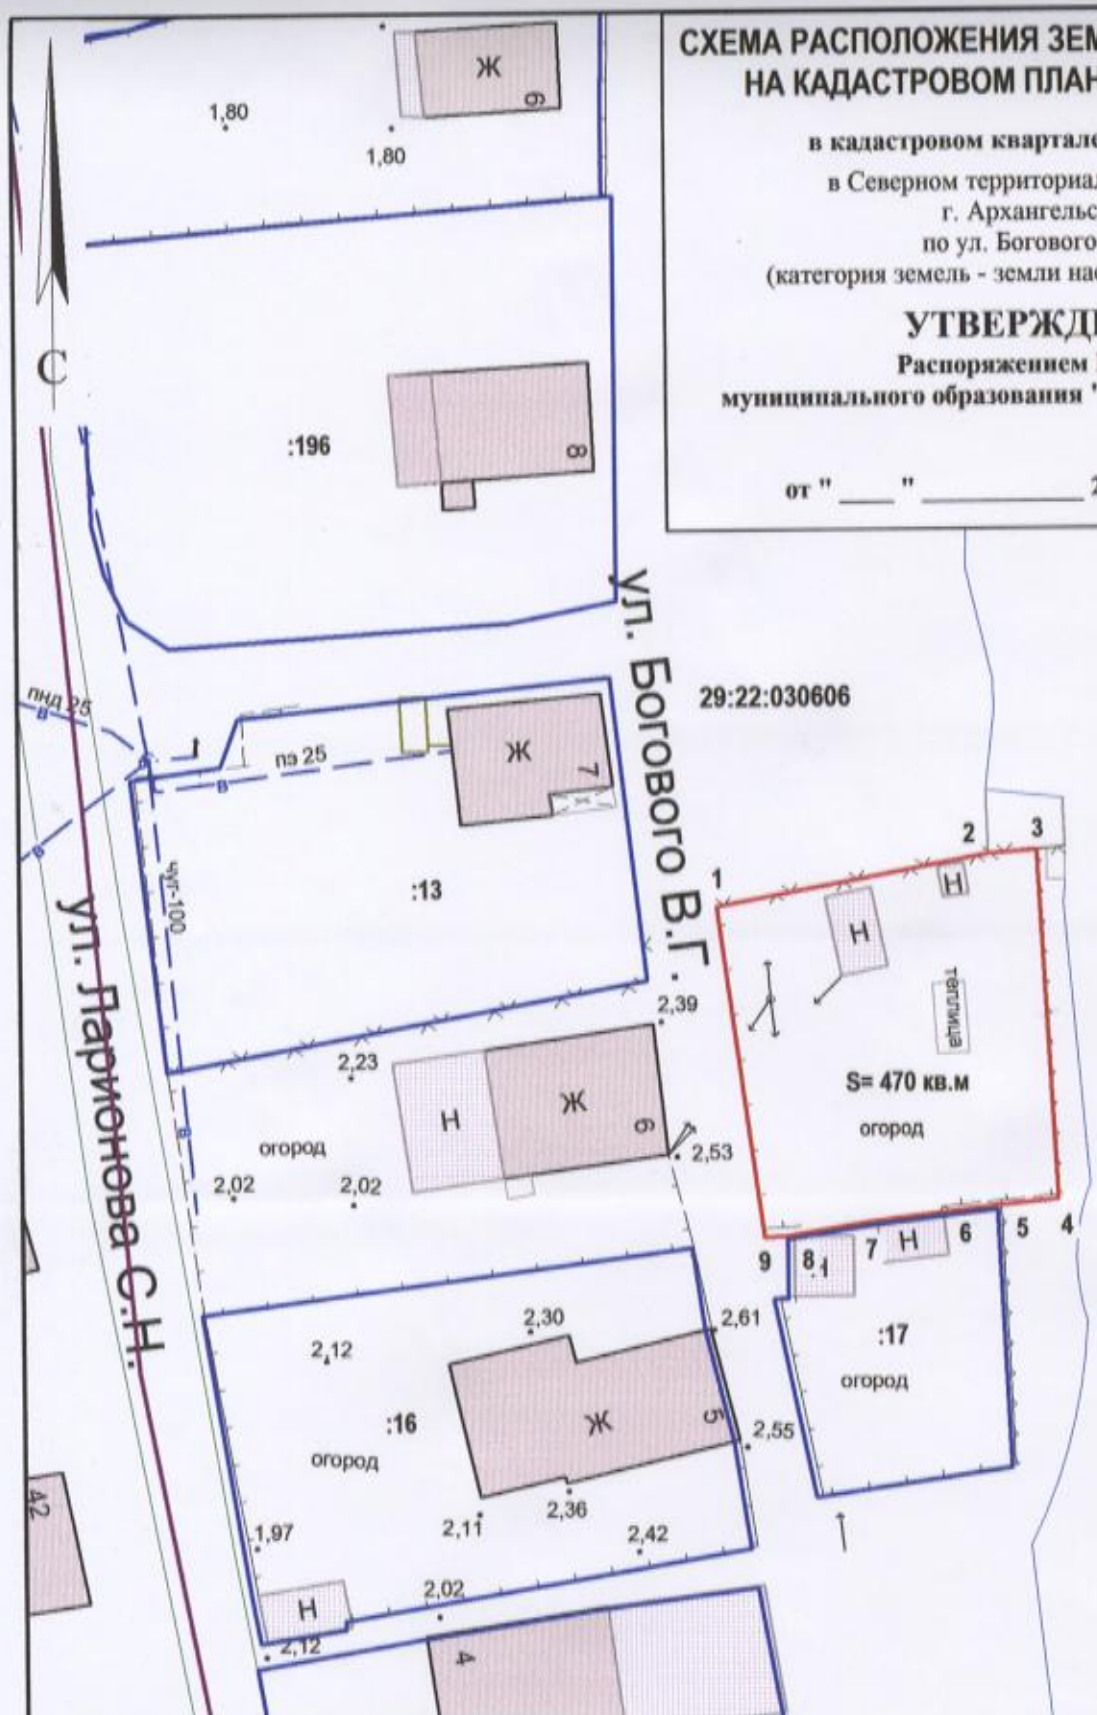 СХЕМА РАСПОЛОЖЕНИЯ ЗЕМ
НА КАДАСТРОВОМ ПЛАН
в кадастровом квартале
в Северном территориал
г. Архангельс
по ул. Богового
(категория земель - земли нас
УТВЕРЖД
Распоряжением
муниципального образования "
от " ____ " ____________ 2
Ж
6
1,80
1,80
С
:196
8
ул. Богового В.Г.
29:22:030606
пнд 25
В
В
В
пэ 25
В
Ж
7
ж
1
2
3
Н
Н
:13
чуг-100
ул. Ларионова С.Н.
теплица
2,39
2,23
S= 470 кв.м
Ж
Н
6
огород
В
огород
2,53
2,02
2,02
9
8
7
Н
6
5
4
2,30
2,61
2,12
:17
огород
:16
Ж
5
огород
2,55
42
2,11
2,36
1,97
2,42
Н
2,02
2,12
4